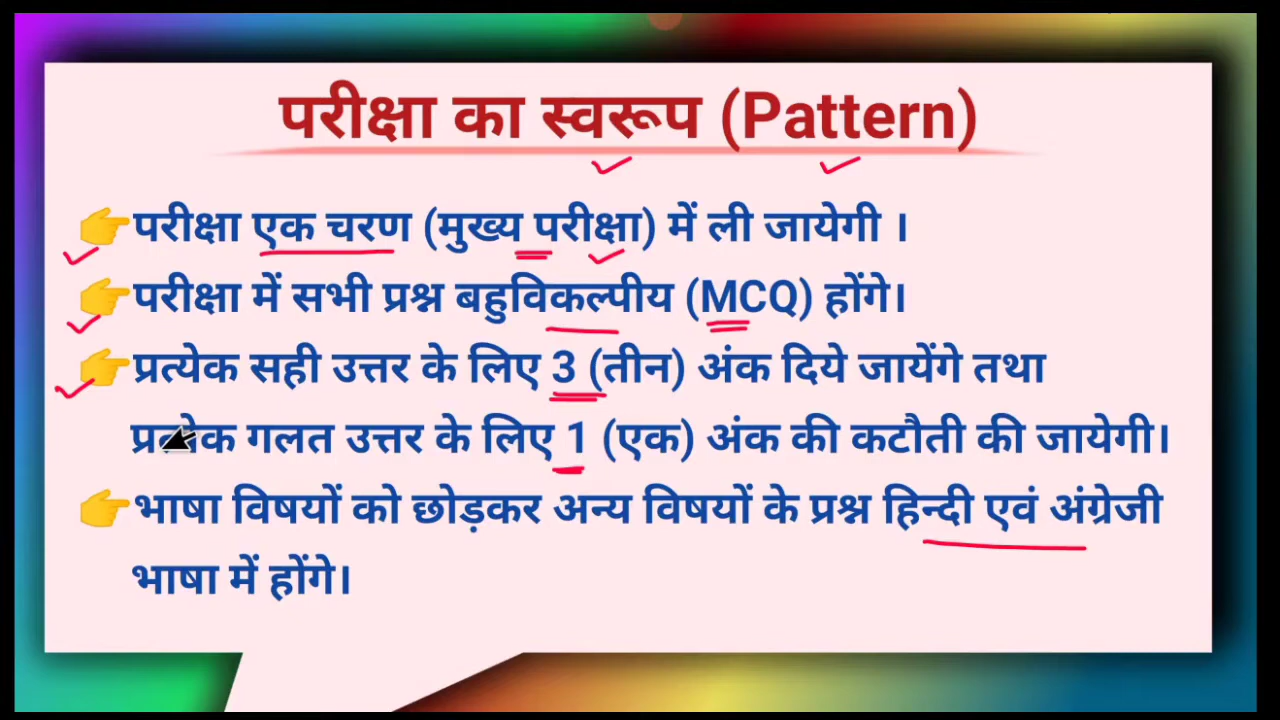 परीक्षा का स्वरूप (Pattern)
परीक्षा एक चरण (मुख्य परीक्षा) में ली जायेगी ।
परीक्षा में सभी प्रश्न बहुविकल्पीय (MCQ) होंगे।
प्रत्येक सही उत्तर के लिए 3 (तीन) अंक दिये जायेंगे तथा
प्रत्येक गलत उत्तर के लिए 1 (एक) अंक की कटौती की जायेगी।
भाषा विषयों को छोड़कर अन्य विषयों के प्रश्न हिन्दी एवं अंग्रेजी
भाषा में होंगे।